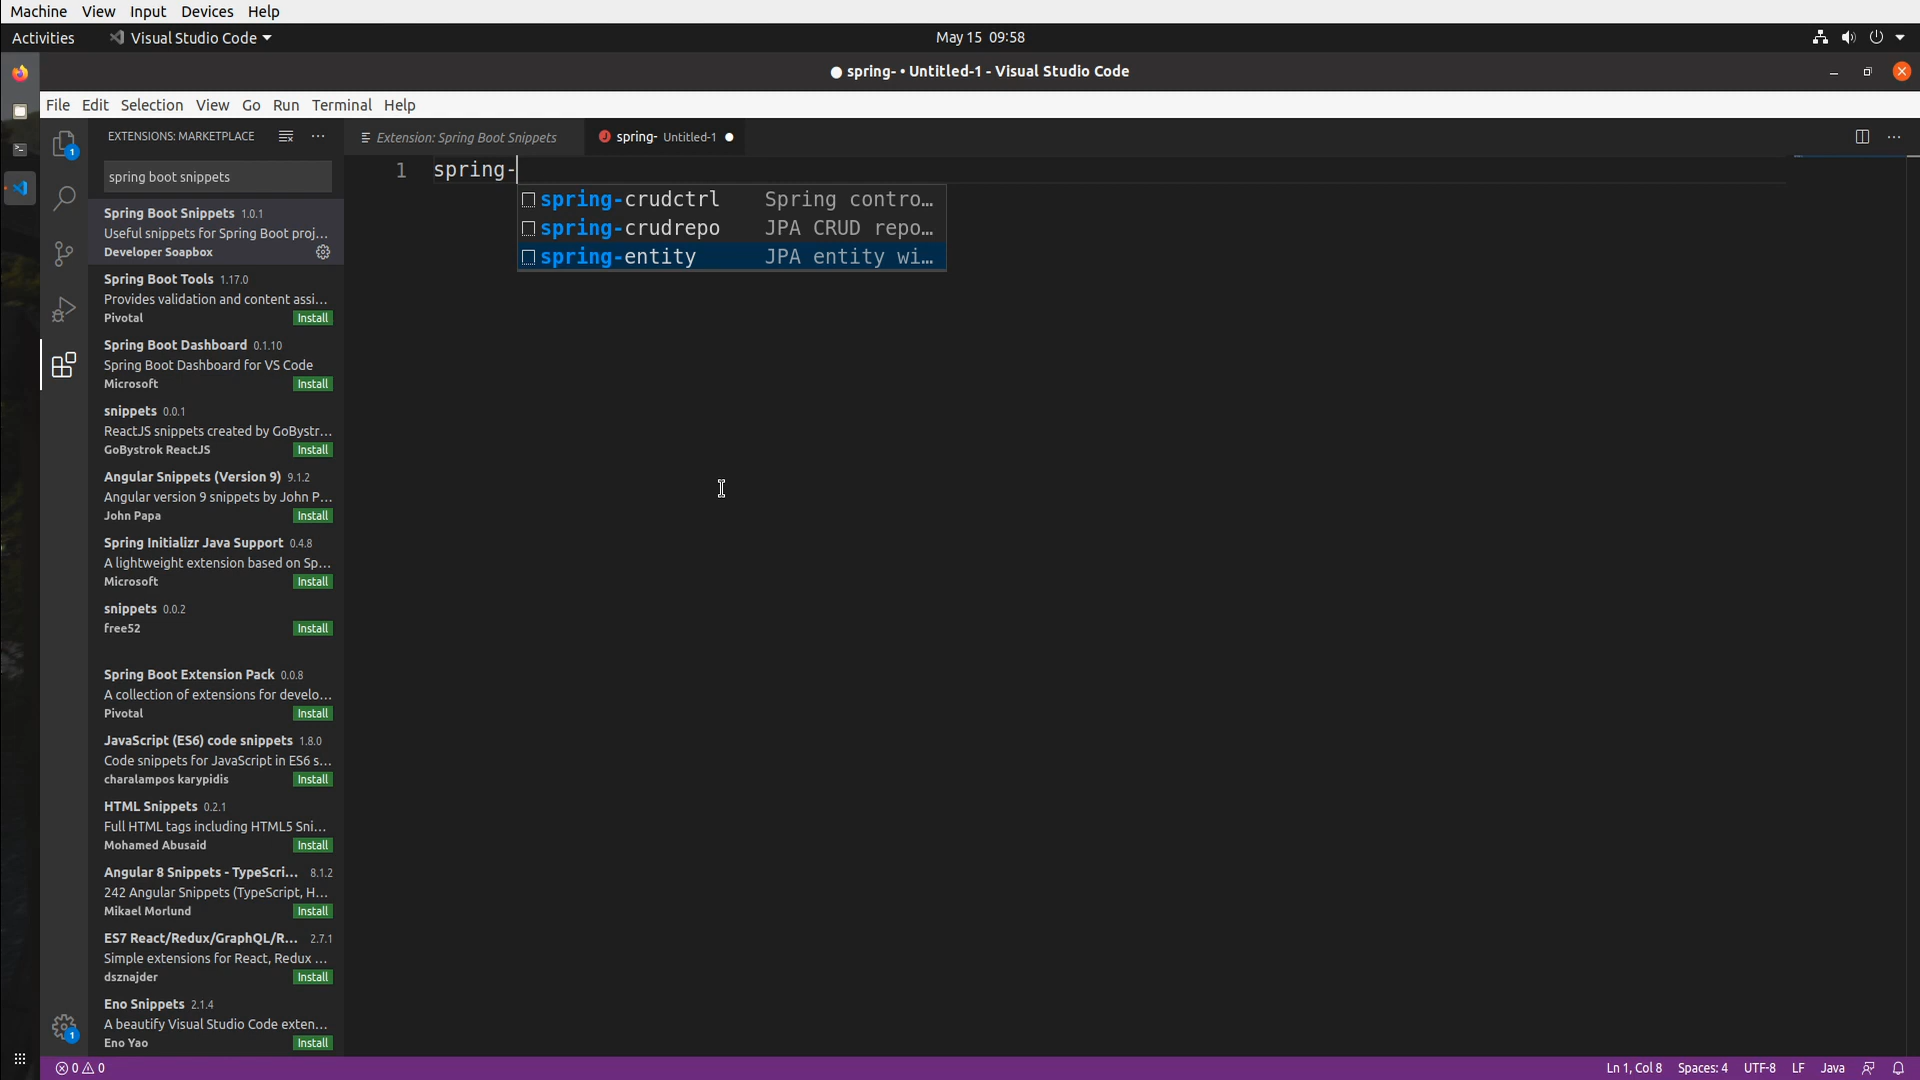 Machine View Input Devices Help
Activities Visual Studio Code May 15 09:58
spring- • Untitled-1 - Visual Studio Code
File Edit Selection View Go Run Terminal Help
EXTENSIONS: MARKETPLACE
Extension: Spring Boot Snippets
spring- Untitled-1
spring boot snippets
Spring Boot Snippets 1.0.1
Useful snippets for Spring Boot proj...
Developer Soapbox
Spring Boot Tools 1.17.0
Provides validation and content assi...
Pivotal Install
Spring Boot Dashboard 0.1.10
Spring Boot Dashboard for VS Code
Microsoft Install
snippets 0.0.1
ReactJS snippets created by GoBystr...
GoBystrok ReactJS Install
Angular Snippets (Version 9) 9.1.2
Angular version 9 snippets by John P...
John Papa Install
Spring Initializr Java Support 0.4.8
A lightweight extension based on Sp...
Microsoft Install
snippets 0.0.2
free52 Install
Spring Boot Extension Pack 0.0.8
A collection of extensions for develo...
Pivotal Install
JavaScript (ES6) code snippets 1.8.0
Code snippets for JavaScript in ES6 s...
charalampos karypidis Install
HTML Snippets 0.2.1
Full HTML tags including HTML5 Sni...
Mohamed Abusaid Install
Angular 8 Snippets - TypeScri... 8.1.2
242 Angular Snippets (TypeScript, H...
Mikael Morlund Install
ES7 React/Redux/GraphQL/R... 2.7.1
Simple extensions for React, Redux ...
dsznajder Install
Eno Snippets 2.1.4
A beautify Visual Studio Code exten...
Eno Yao Install
1
1
1 spring-
spring-crudctrl Spring contro...
spring-crudrepo JPA CRUD repo...
spring-entity JPA entity wi...
0 0
Ln 1, Col 8 Spaces: 4 UTF-8 LF Java